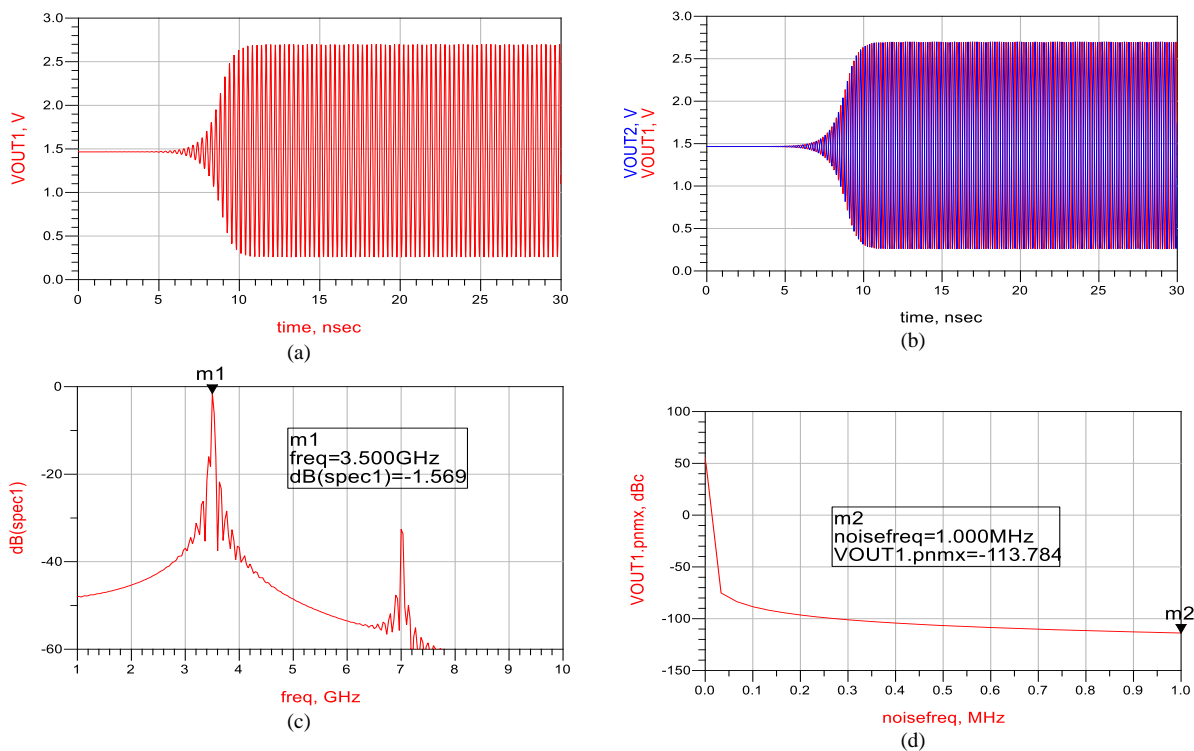 3.0
2.5
2.0
1.5
1.0
0.5
0.0
VOUT1, V
0 5 10 15 20 25 30
time, nsec
(a)
3.0
2.5
2.0
1.5
1.0
0.5
0.0
VOUT2, V
VOUT1, V
0 5 10 15 20 25 30
time, nsec
(b)
m1
0
-20
-40
-60
dB(spec1)
m1
freq=3.500GHz
dB(spec1)=-1.569
1 2 3 4 5 6 7 8 9 10
freq, GHz
(c)
100
50
0
-50
-100
-150
VOUT1.pnmx, dBc
m2
noisefreq=1.000MHz
VOUT1.pnmx=-113.784
m2
0.0 0.1 0.2 0.3 0.4 0.5 0.6 0.7 0.8 0.9 1.0
noisefreq, MHz
(d)